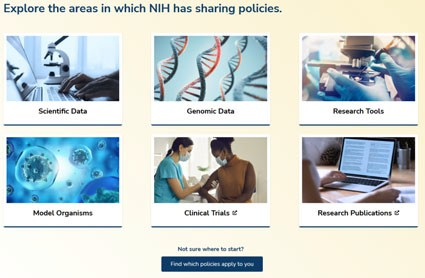 Explore the areas in which NIH has sharing policies.
Scientific Data
Genomic Data
Research Tools
Model Organisms
Clinical Trials
Research Publications
Not sure where to start?
Find which policies apply to you